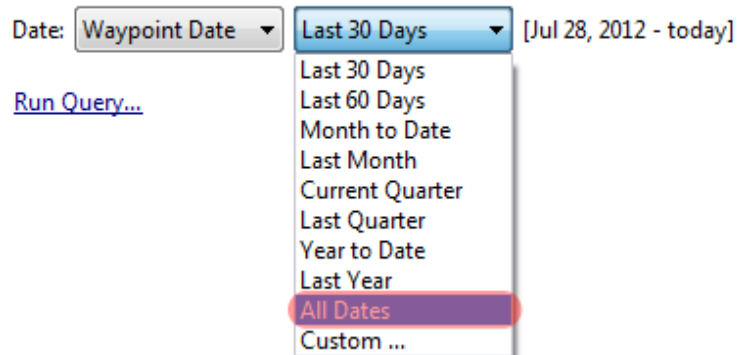 Date: Waypoint Date Last 30 Days [Jul 28, 2012 - today]
Last 30 Days
Run Query...
Last 60 Days
Month to Date
Last Month
Current Quarter
Last Quarter
Year to Date
Last Year
All Dates
Custom ...